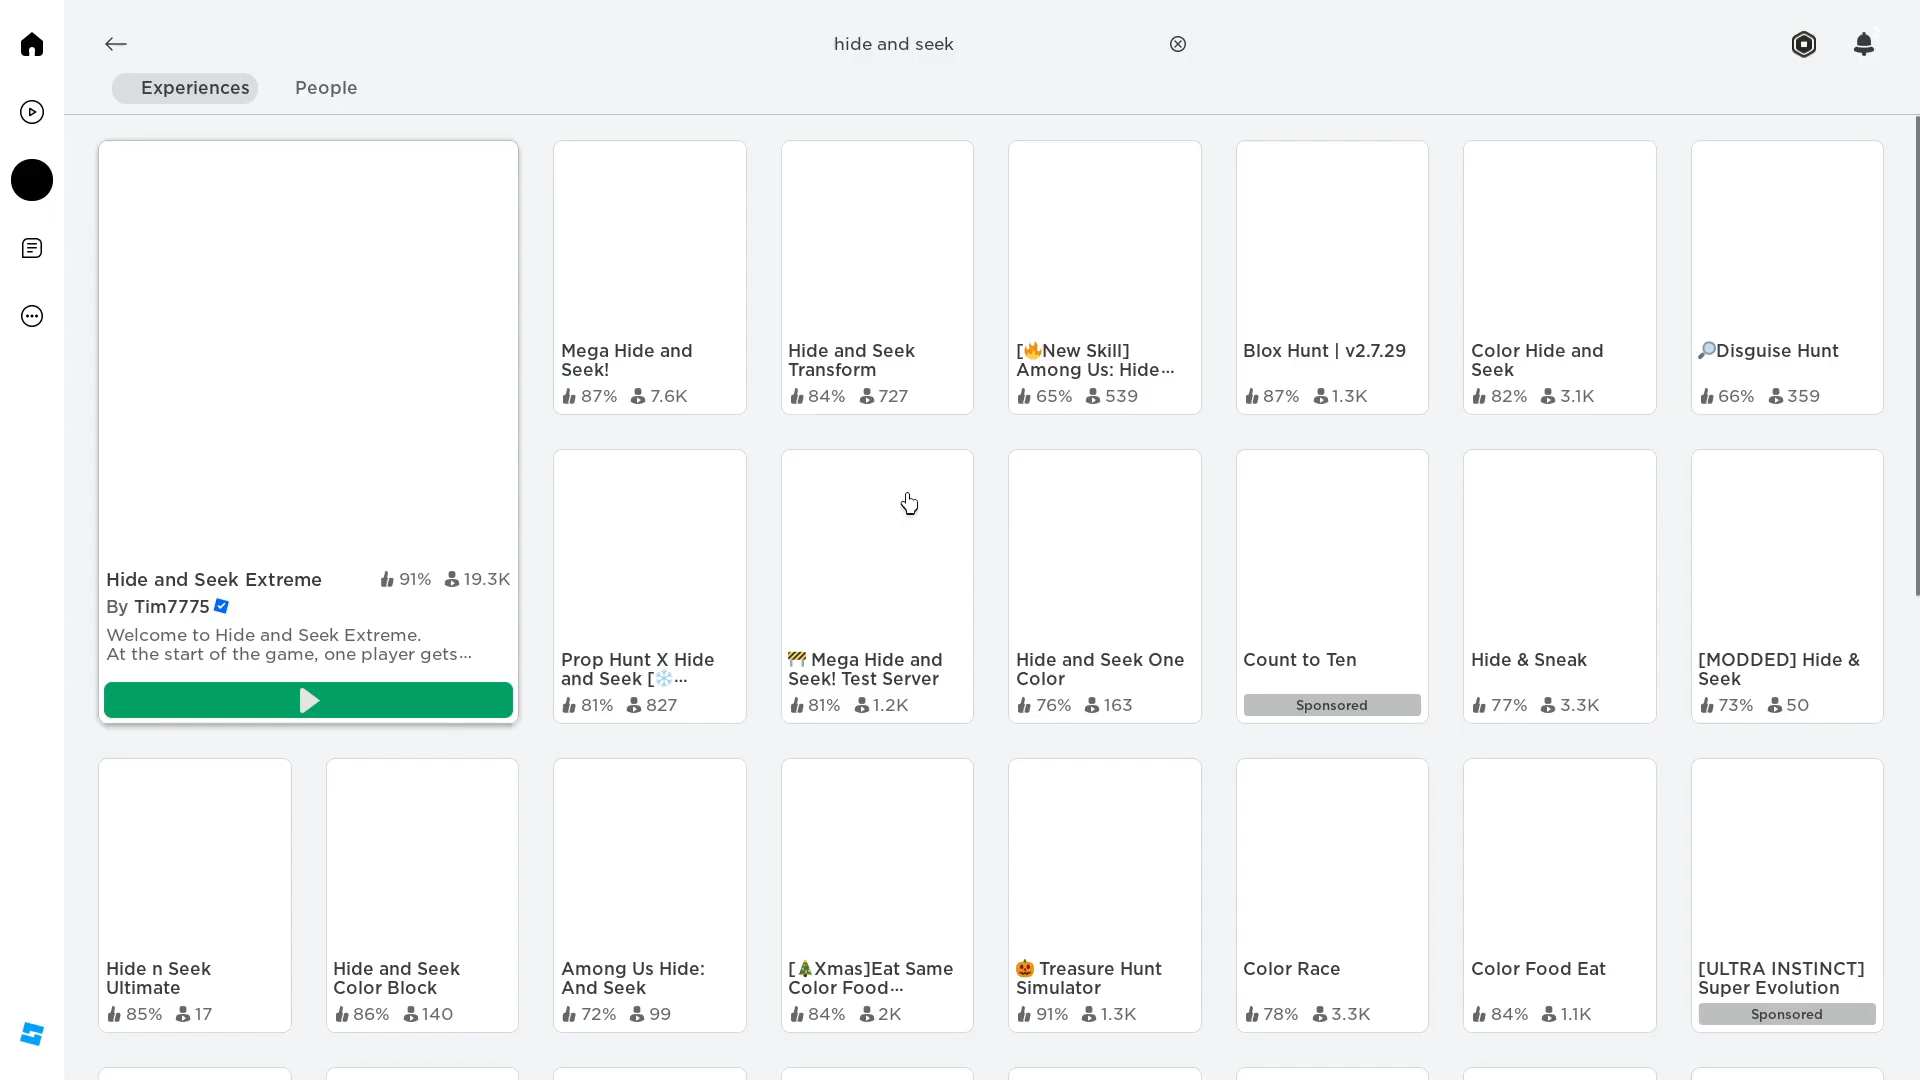 hide and seek
Experiences
People
Hide and Seek Extreme
91% 19.3K
By Tim7775
Welcome to Hide and Seek Extreme.
At the start of the game, one player gets...
Mega Hide and
Seek!
87% 7.6K
Hide and Seek
Transform
84% 727
[🔥New Skill]
Among Us: Hide...
65% 539
Blox Hunt | v2.7.29
87% 1.3K
Color Hide and
Seek
82% 3.1K
🔎Disguise Hunt
66% 359
Prop Hunt X Hide
and Seek [❄️...
81% 827
🚧 Mega Hide and
Seek! Test Server
81% 1.2K
Hide and Seek One
Color
76% 163
Count to Ten
Sponsored
Hide & Sneak
77% 3.3K
[MODDED] Hide &
Seek
73% 50
Hide n Seek
Ultimate
85% 17
Hide and Seek
Color Block
86% 140
Among Us Hide:
And Seek
72% 99
[🎄Xmas]Eat Same
Color Food...
84% 2K
🎃 Treasure Hunt
Simulator
91% 1.3K
Color Race
78% 3.3K
Color Food Eat
84% 1.1K
[ULTRA INSTINCT]
Super Evolution
Sponsored